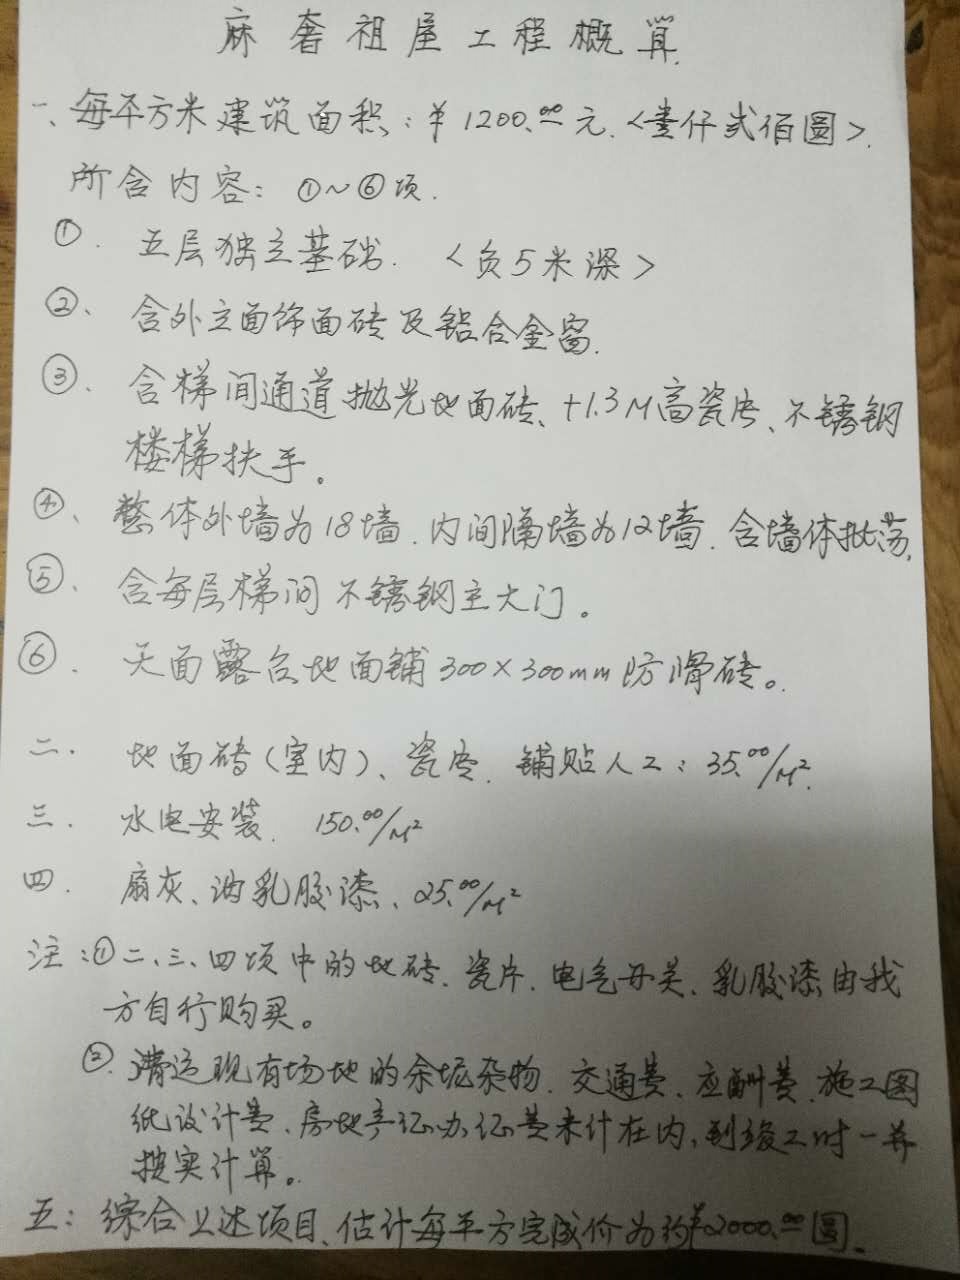 麻奢祖屋工程概算.
一、每平方米建筑面积:¥1200.00元.<壹仟贰佰圆>.
所含内容:①~⑥项.
①.五层独立基础.<负5米深>
②、含外立面饰面砖及铝合金窗.
③、含梯间通道抛光地面砖、+1.3M高瓷片、不锈钢
楼梯扶手。
④、整体外墙为18墙.内间隔墙为12墙.含墙体批荡.
⑤、含每层梯间不锈钢主大门。
⑥.天面露台地面铺300×300mm防滑砖。
二.地面砖(室内)、瓷片.铺贴人工:35.00/M².
三.水电安装.150.00/M²
四.扇灰、油乳胶漆、25.00/M²
注:①二、三、四项中的地砖、瓷片.电气开关、乳胶漆由我
方自行购买。
②.清运现有场地的余坭杂物.交通费、应酬费.施工图
纸设计费、房地产证办证费未计在内,到竣工时一并
按实计算。
五:综合上述项目、估计每平方完成价为约¥2000.00圆.